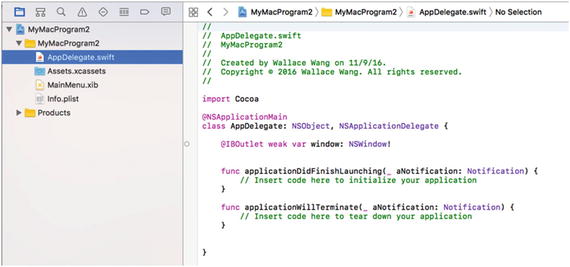 MyMacProgram2
MyMacProgram2
AppDelegate.swift
Assets.xcassets
MainMenu.xib
Info.plist
Products
MyMacProgram2 MyMacProgram2 AppDelegate.swift No Selection
//
//  AppDelegate.swift
//  MyMacProgram2
//
//  Created by Wallace Wang on 11/9/16.
//  Copyright © 2016 Wallace Wang. All rights reserved.
//
import Cocoa
@NSApplicationMain
class AppDelegate: NSObject, NSApplicationDelegate {
@IBOutlet weak var window: NSWindow!
func applicationDidFinishLaunching(_ aNotification: Notification) {
// Insert code here to initialize your application
}
func applicationWillTerminate(_ aNotification: Notification) {
// Insert code here to tear down your application
}
}